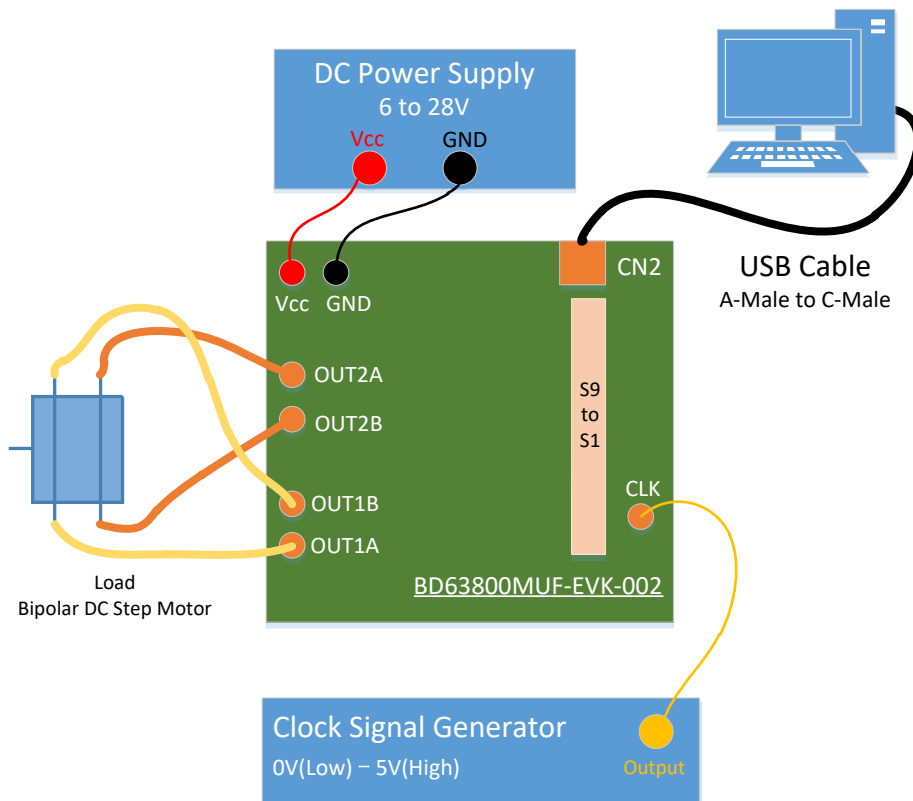 DC Power Supply
6 to 28V
Vcc
GND
CN2
USB Cable
A-Male to C-Male
Vcc
GND
OUT2A
OUT2B
S9
to
S1
OUT1B
OUT1A
CLK
BD63800MUF-EVK-002
Load
Bipolar DC Step Motor
Clock Signal Generator
0V(Low) – 5V(High)
Output